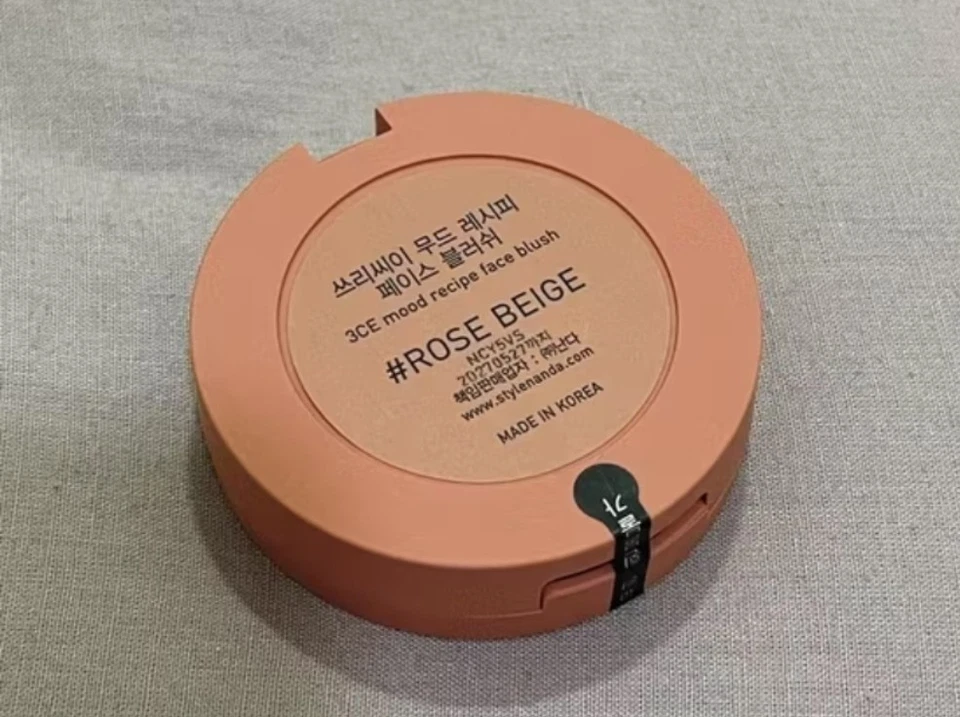 쓰리씨이 무드 레시피
페이스 블러쉬
3CE mood recipe face blush
#ROSE BEIGE
NCY5VS
20270527까지
책임판매업자 : ㈜난다
www.stylenanda.com
MADE IN KOREA